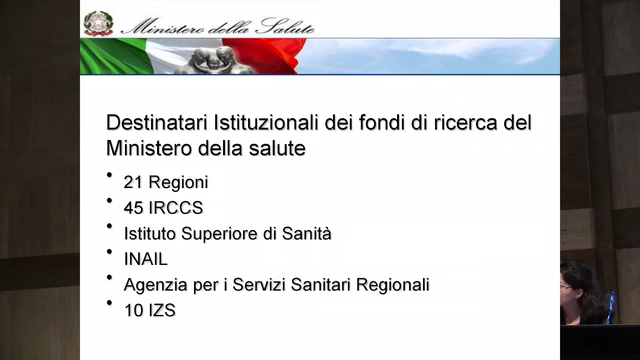 Ministero della Salute
Destinatari Istituzionali dei fondi di ricerca del
Ministero della salute
• 21 Regioni
• 45 IRCCS
• Istituto Superiore di Sanità
• INAIL
• Agenzia per i Servizi Sanitari Regionali
• 10 IZS